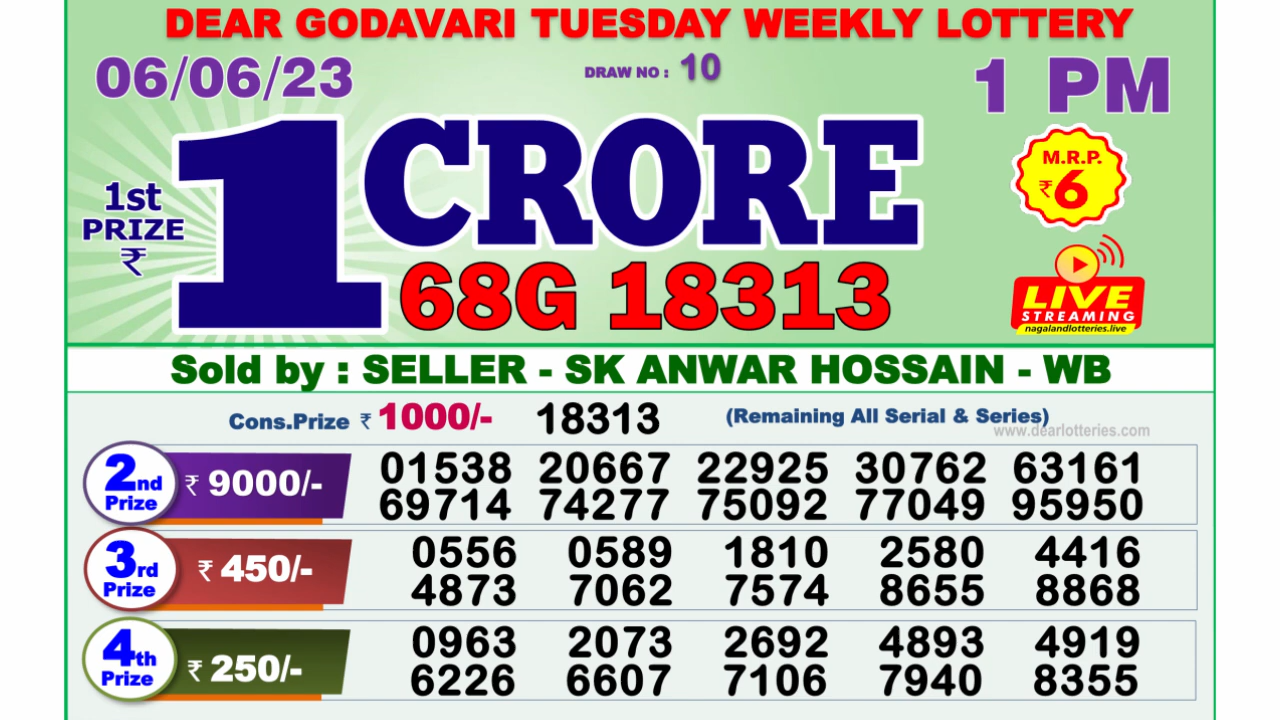 DEAR GODAVARI TUESDAY WEEKLY LOTTERY
06/06/23
DRAW NO : 10
1 PM
1st
PRIZE
₹
1 CRORE
68G 18313
M.R.P.
₹6
LIVE
STREAMING
nagalandlotteries.live
Sold by : SELLER - SK ANWAR HOSSAIN - WB
Cons.Prize ₹ 1000/- 18313 (Remaining All Serial & Series)
www.dearlotteries.com
2nd Prize ₹ 9000/-
01538 20667 22925 30762 63161
69714 74277 75092 77049 95950
3rd Prize ₹ 450/-
0556 0589 1810 2580 4416
4873 7062 7574 8655 8868
4th Prize ₹ 250/-
0963 2073 2692 4893 4919
6226 6607 7106 7940 8355